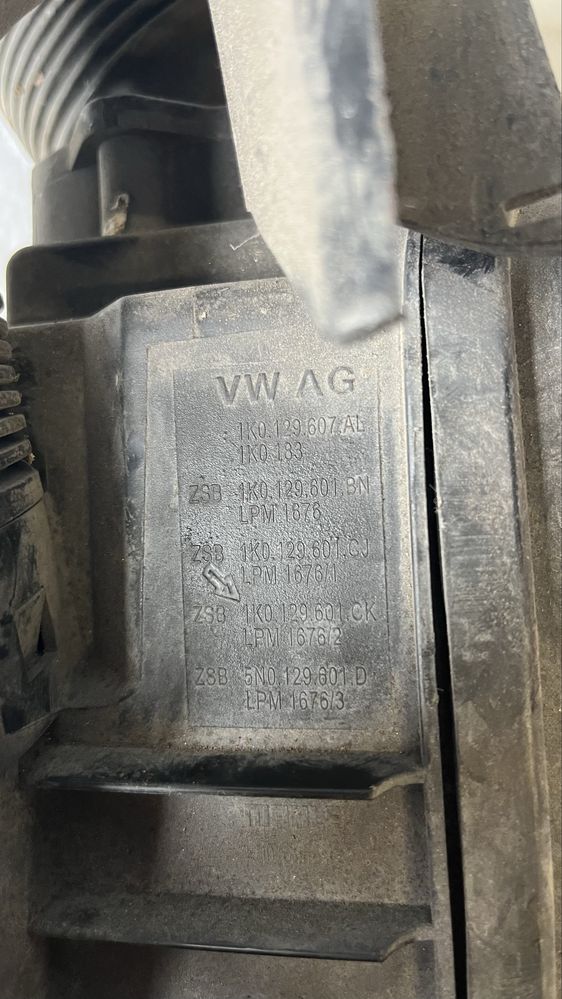 VW AG
1K0.129.607.AL
1K0.183
ZSB 1K0.129.601.BN
LPM 1676
ZSB 1K0.129.601.CJ
LPM 1676/1
ZSB 1K0.129.601.CK
LPM 1676/2
ZSB 5N0.129.601.D
LPM 1676/3